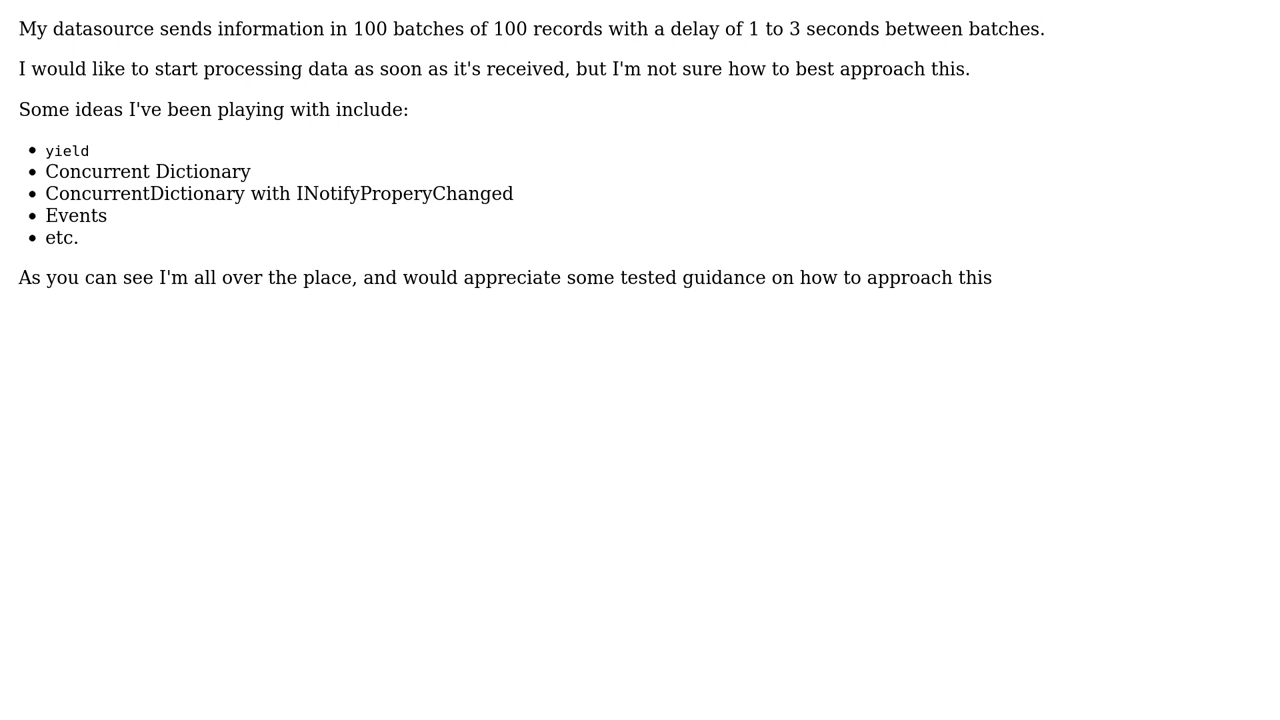 My datasource sends information in 100 batches of 100 records with a delay of 1 to 3 seconds between batches.
I would like to start processing data as soon as it's received, but I'm not sure how to best approach this.
Some ideas I've been playing with include:
yield
Concurrent Dictionary
ConcurrentDictionary with INotifyProperyChanged
Events
etc.
As you can see I'm all over the place, and would appreciate some tested guidance on how to approach this